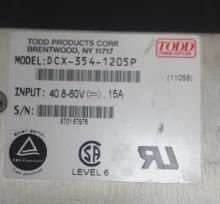 TODD PRODUCTS CORP.
BRENTWOOD, NY 11717
TODD
POWER SUPPLIES
MODEL: DCX-354-1205P
(11058)
INPUT: 40.8-60V, 15A
S/N:
970167978
LEVEL 6